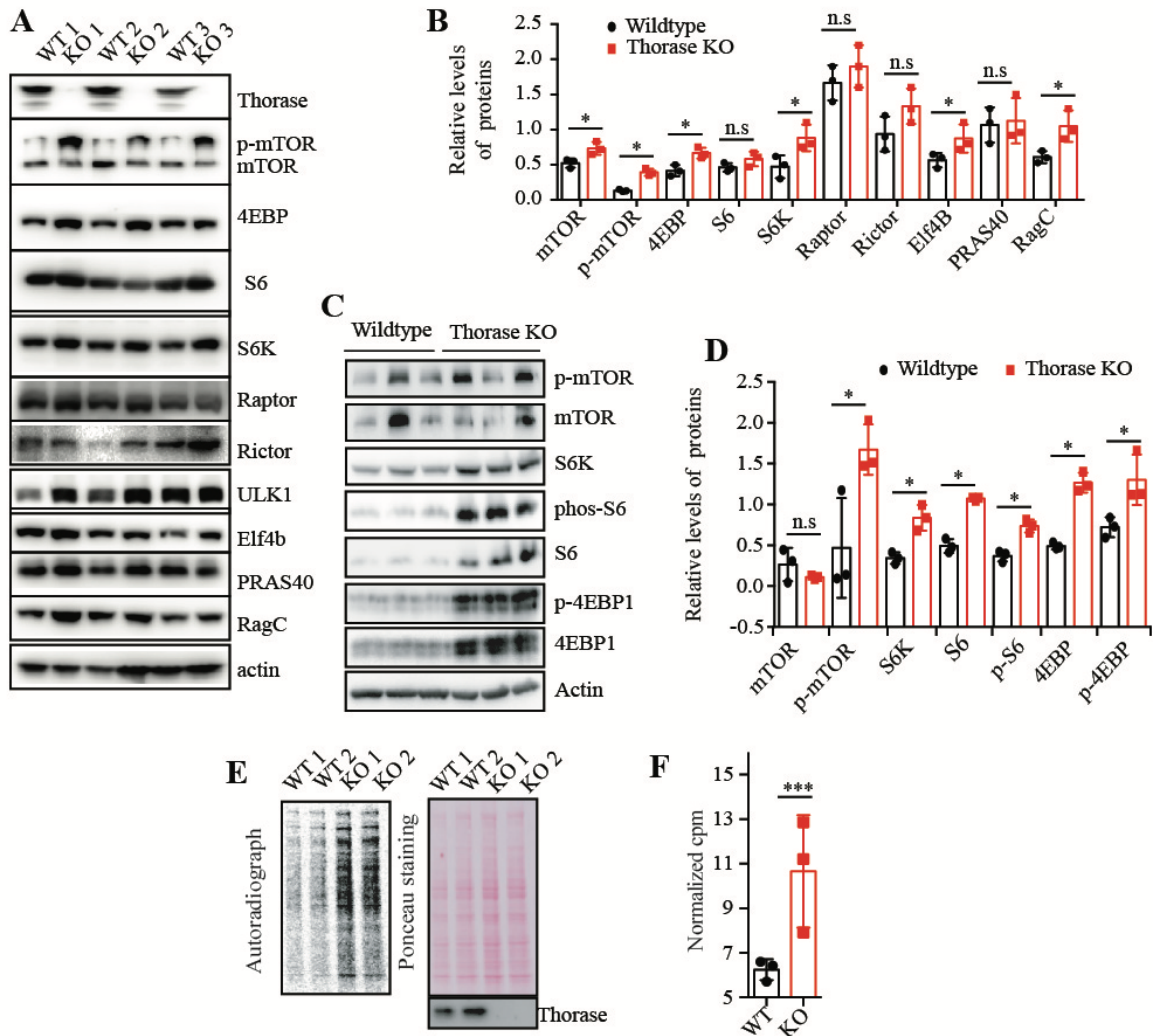 A
WT 1
KO 1
WT 2
KO 2
WT 3
KO 3
Thorase
p-mTOR
mTOR
4EBP
S6
S6K
Raptor
Rictor
ULK1
Elf4b
PRAS40
RagC
actin
B
Wildtype
Thorase KO
Relative levels
of proteins
2.5
2.0
1.5
1.0
0.5
0.0
*
*
*
n.s
*
n.s
n.s
*
n.s
*
mTOR
p-mTOR
4EBP
S6
S6K
Raptor
Rictor
Elf4B
PRAS40
RagC
C
Wildtype
Thorase KO
p-mTOR
mTOR
S6K
phos-S6
S6
p-4EBP1
4EBP1
Actin
D
Wildtype
Thorase KO
Relative levels of proteins
2.5
2.0
1.5
1.0
0.5
0.0
-0.5
n.s
*
*
*
*
*
*
mTOR
p-mTOR
S6K
S6
p-S6
4EBP
p-4EBP
E
WT 1
WT 2
KO 1
KO 2
Autoradiograph
WT 1
WT 2
KO 1
KO 2
Ponceau staining
Thorase
F
Normalized cpm
15
13
11
9
7
5
***
WT
KO